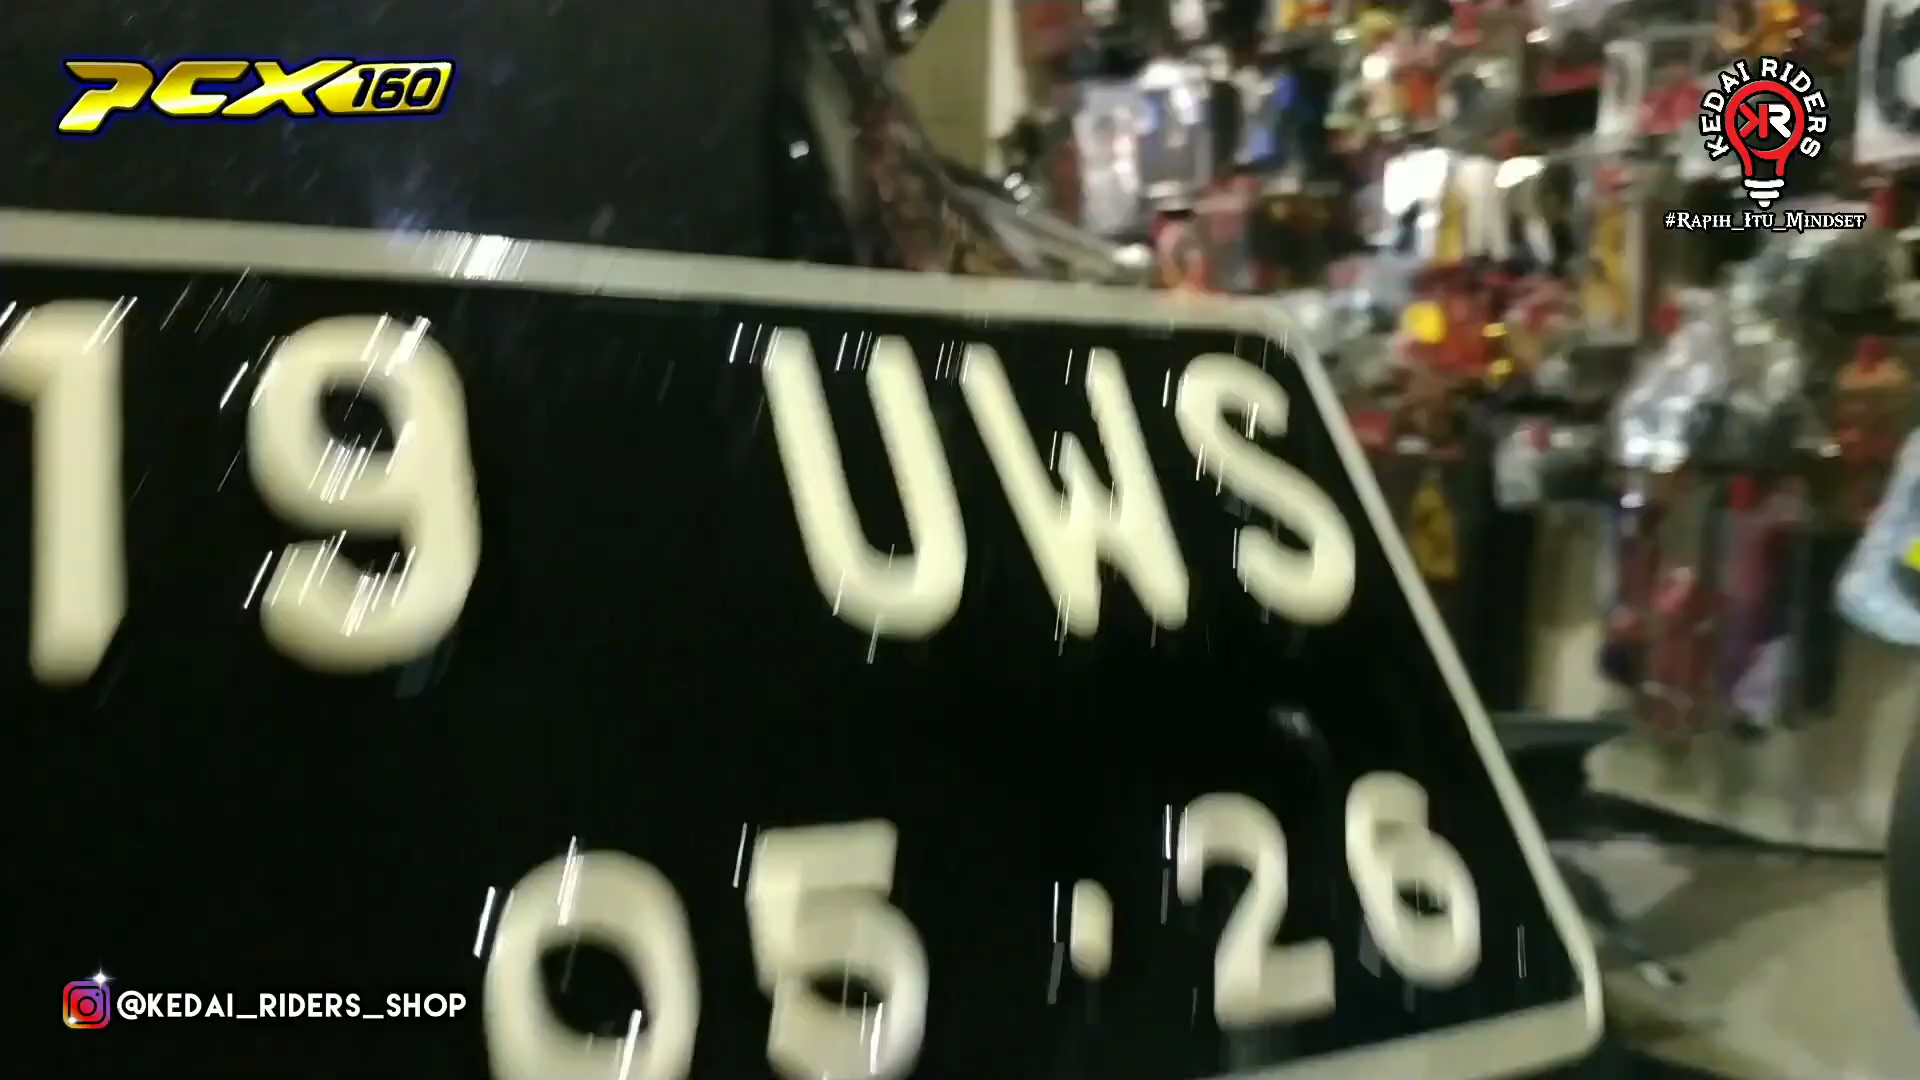 PCX160
KEDAI RIDERS
KR
#RAPIH_ITU_MINDSET
19 UWS
05.26
@KEDAI_RIDERS_SHOP